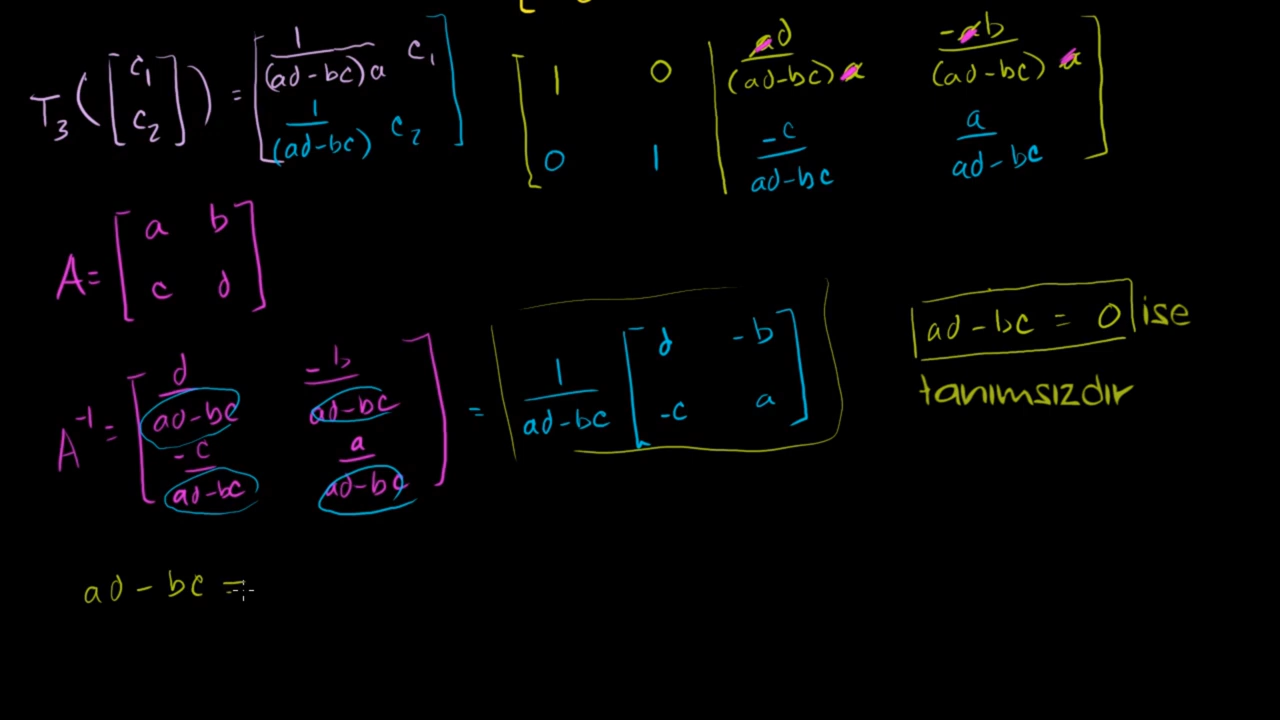 T₃([c₁ c₂]) = [1/((ad-bc)a) c₁
1/(ad-bc) c₂]
[1 0 | ad/((ad-bc)a) -ab/((ad-bc)a)
0 1 | -c/(ad-bc) a/(ad-bc)]
A = [a b
c d]
A⁻¹ = [d/(ad-bc) -b/(ad-bc)
-c/(ad-bc) a/(ad-bc)]
= 1/(ad-bc) [d -b
-c a]
ad-bc = 0 ise
tanımsızdır
ad-bc =